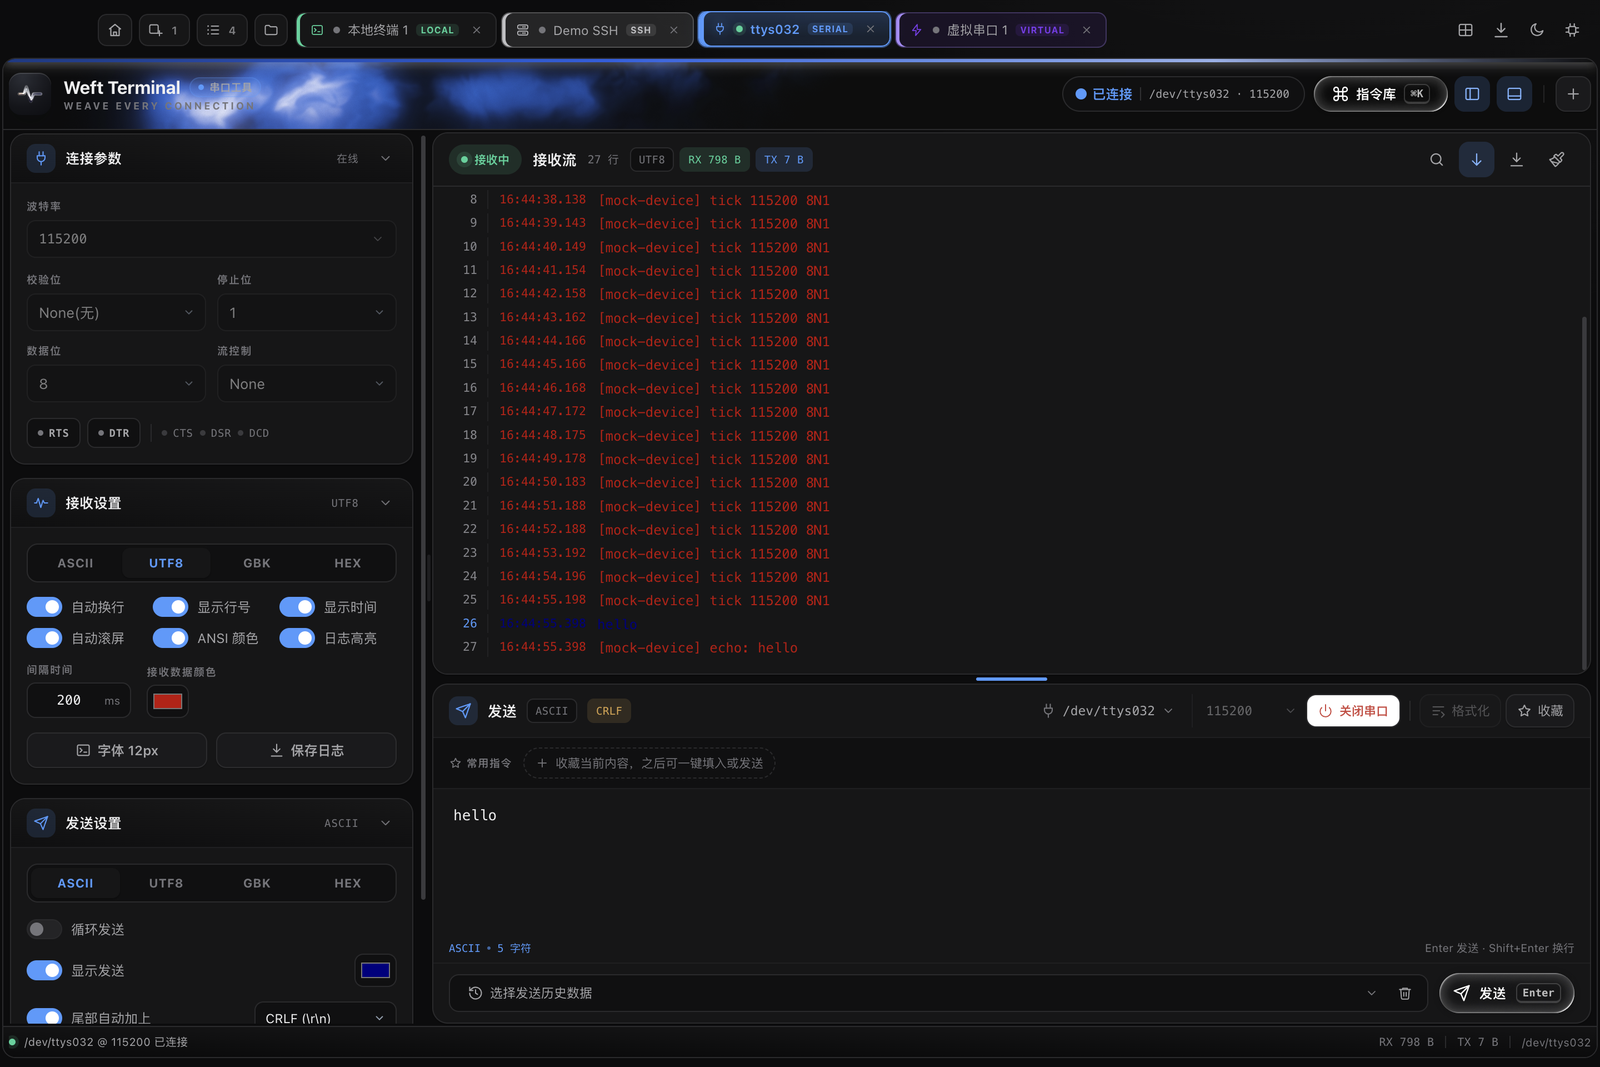 1
4
本地终端 1 LOCAL
Demo SSH SSH
ttys032 SERIAL
虚拟串口 1 VIRTUAL
Weft Terminal 串口工具
WEAVE EVERY CONNECTION
已连接 /dev/ttys032 · 115200
指令库 ⌘K
连接参数 在线
波特率
115200
校验位 停止位
None(无) 1
数据位 流控制
8 None
RTS DTR CTS DSR DCD
接收设置 UTF8
ASCII UTF8 GBK HEX
自动换行 显示行号 显示时间
自动滚屏 ANSI 颜色 日志高亮
间隔时间 接收数据颜色
200 ms
字体 12px 保存日志
发送设置 ASCII
ASCII UTF8 GBK HEX
循环发送
显示发送
尾部自动加上 CRLF (\r\n)
接收中 接收流 27 行 UTF8 RX 798 B TX 7 B
8 16:44:38.138 [mock-device] tick 115200 8N1
9 16:44:39.143 [mock-device] tick 115200 8N1
10 16:44:40.149 [mock-device] tick 115200 8N1
11 16:44:41.154 [mock-device] tick 115200 8N1
12 16:44:42.158 [mock-device] tick 115200 8N1
13 16:44:43.162 [mock-device] tick 115200 8N1
14 16:44:44.166 [mock-device] tick 115200 8N1
15 16:44:45.166 [mock-device] tick 115200 8N1
16 16:44:46.168 [mock-device] tick 115200 8N1
17 16:44:47.172 [mock-device] tick 115200 8N1
18 16:44:48.175 [mock-device] tick 115200 8N1
19 16:44:49.178 [mock-device] tick 115200 8N1
20 16:44:50.183 [mock-device] tick 115200 8N1
21 16:44:51.188 [mock-device] tick 115200 8N1
22 16:44:52.188 [mock-device] tick 115200 8N1
23 16:44:53.192 [mock-device] tick 115200 8N1
24 16:44:54.196 [mock-device] tick 115200 8N1
25 16:44:55.198 [mock-device] tick 115200 8N1
26 16:44:55.396 hello
27 16:44:55.398 [mock-device] echo: hello
发送 ASCII CRLF /dev/ttys032 115200 关闭串口 格式化 收藏
常用指令 收藏当前内容，之后可一键填入或发送
hello
ASCII • 5 字符 Enter 发送 · Shift+Enter 换行
选择发送历史数据 发送 Enter
/dev/ttys032 @ 115200 已连接 RX 798 B TX 7 B /dev/ttys032